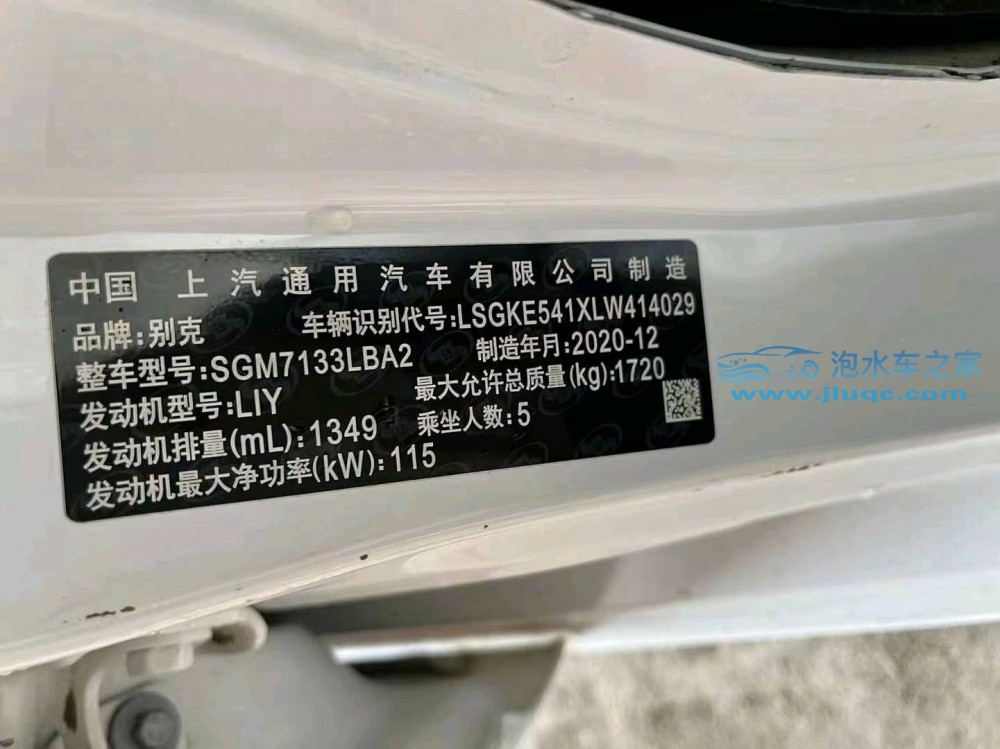 中国 上汽通用汽车有限公司制造
品牌:别克 车辆识别代号:LSGKE541XLW414029
整车型号:SGM7133LBA2 制造年月:2020-12
发动机型号:LIY 最大允许总质量(kg):1720
发动机排量(mL):1349 乘坐人数:5
发动机最大净功率(kW):115
泡水车之家
www.jluqc.com